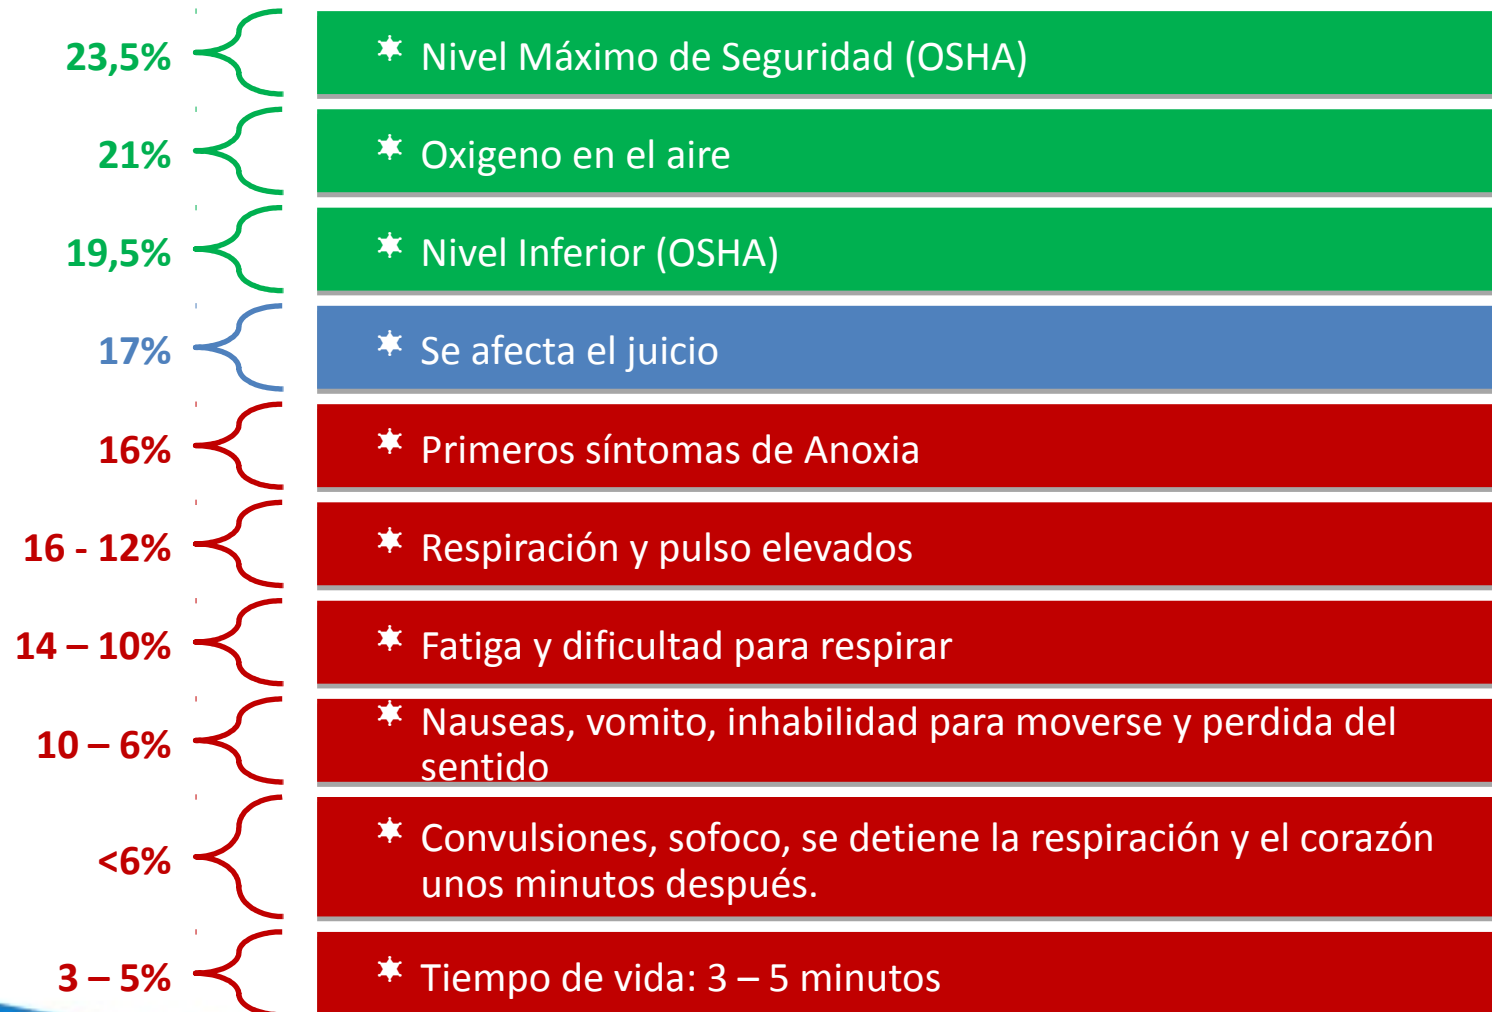 23,5%
Nivel Máximo de Seguridad (OSHA)
21%
Oxigeno en el aire
19,5%
Nivel Inferior (OSHA)
17%
Se afecta el juicio
16%
Primeros síntomas de Anoxia
16 - 12%
Respiración y pulso elevados
14 – 10%
Fatiga y dificultad para respirar
10 – 6%
Nauseas, vomito, inhabilidad para moverse y perdida del
sentido
<6%
Convulsiones, sofoco, se detiene la respiración y el corazón
unos minutos después.
3 – 5%
Tiempo de vida: 3 – 5 minutos